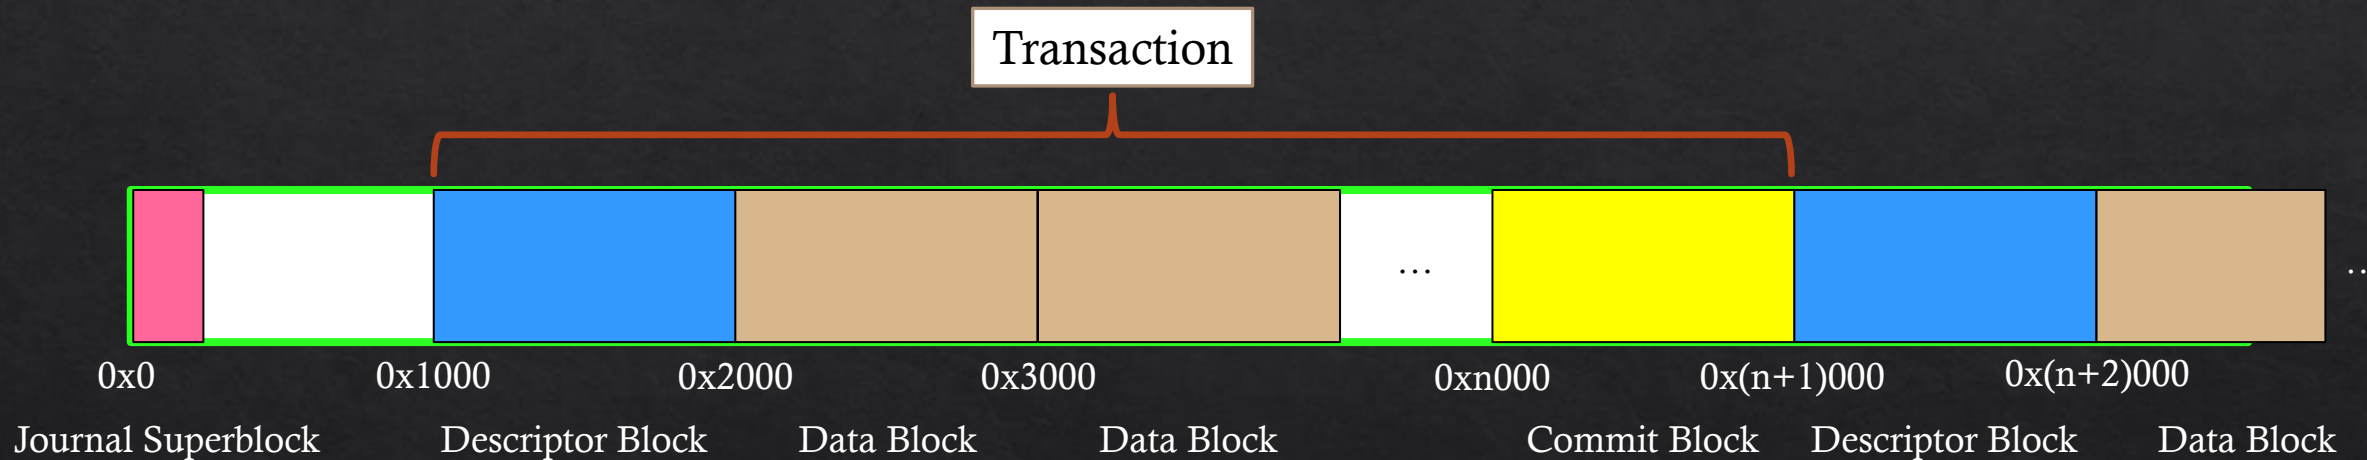 Transaction
...
...
0x0 0x1000 0x2000 0x3000 0xn000 0x(n+1)000 0x(n+2)000
Journal Superblock Descriptor Block Data Block Data Block Commit Block Descriptor Block Data Block